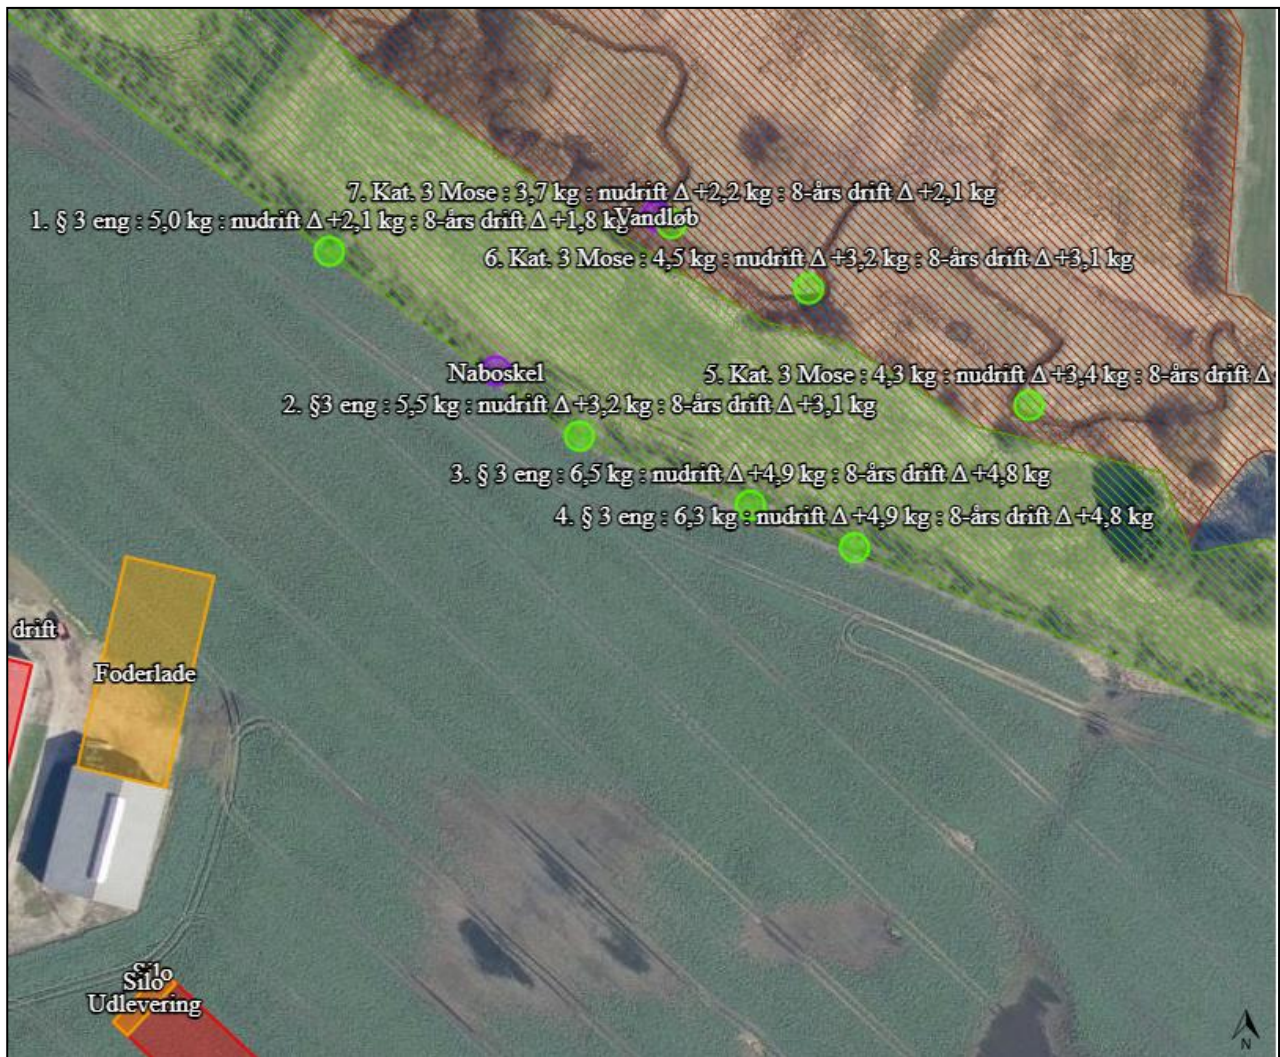 7. Kat. 3 Mose : 3,7 kg : nudrift Δ +2,2 kg : 8-års drift Δ +2,1 kg
1. § 3 eng : 5,0 kg : nudrift Δ +2,1 kg : 8-års drift Δ +1,8 kg
Vandløb
6. Kat. 3 Mose : 4,5 kg : nudrift Δ +3,2 kg : 8-års drift Δ +3,1 kg
Naboskel
5. Kat. 3 Mose : 4,3 kg : nudrift Δ +3,4 kg : 8-års drift Δ
2. §3 eng : 5,5 kg : nudrift Δ +3,2 kg : 8-års drift Δ +3,1 kg
3. § 3 eng : 6,5 kg : nudrift Δ +4,9 kg : 8-års drift Δ +4,8 kg
4. § 3 eng : 6,3 kg : nudrift Δ +4,9 kg : 8-års drift Δ +4,8 kg
drift
Foderlade
Silo
Silo
Udlevering
N